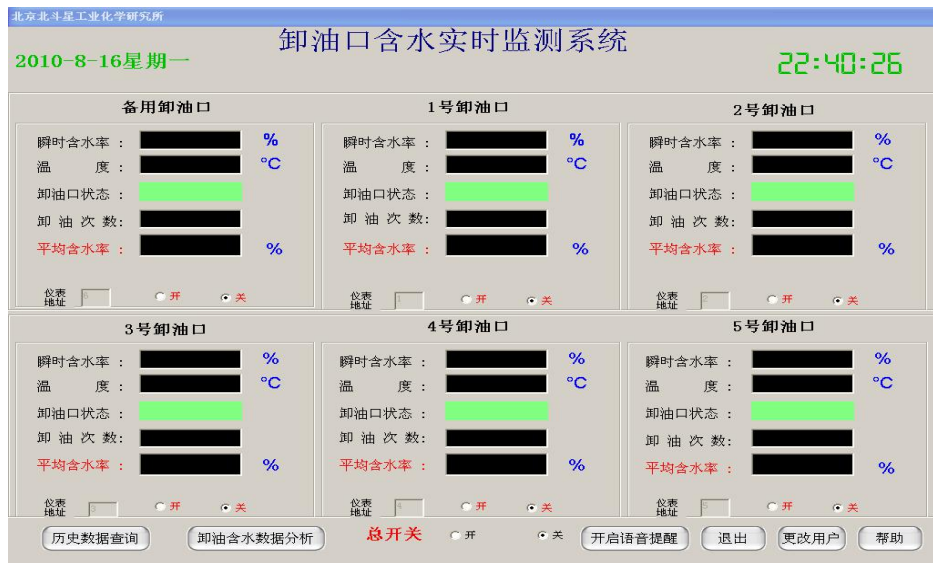 北京北斗星工业化学研究所
卸油口含水实时监测系统
2010-8-16星期一
22:40:26
备用卸油口
瞬时含水率 : %
温 度 : °C
卸油口状态 :
卸 油 次 数:
平均含水率 : %
仪表地址 6 开 关
1号卸油口
瞬时含水率 : %
温 度 : °C
卸油口状态 :
卸 油 次 数:
平均含水率 : %
仪表地址 1 开 关
2号卸油口
瞬时含水率 : %
温 度 : °C
卸油口状态 :
卸 油 次 数:
平均含水率 : %
仪表地址 2 开 关
3号卸油口
瞬时含水率 : %
温 度 : °C
卸油口状态 :
卸 油 次 数:
平均含水率 : %
仪表地址 3 开 关
4号卸油口
瞬时含水率 : %
温 度 : °C
卸油口状态 :
卸 油 次 数:
平均含水率 : %
仪表地址 4 开 关
5号卸油口
瞬时含水率 : %
温 度 : °C
卸油口状态 :
卸 油 次 数:
平均含水率 : %
仪表地址 5 开 关
历史数据查询 卸油含水数据分析 总开关 开 关 开启语音提醒 退出 更改用户 帮助